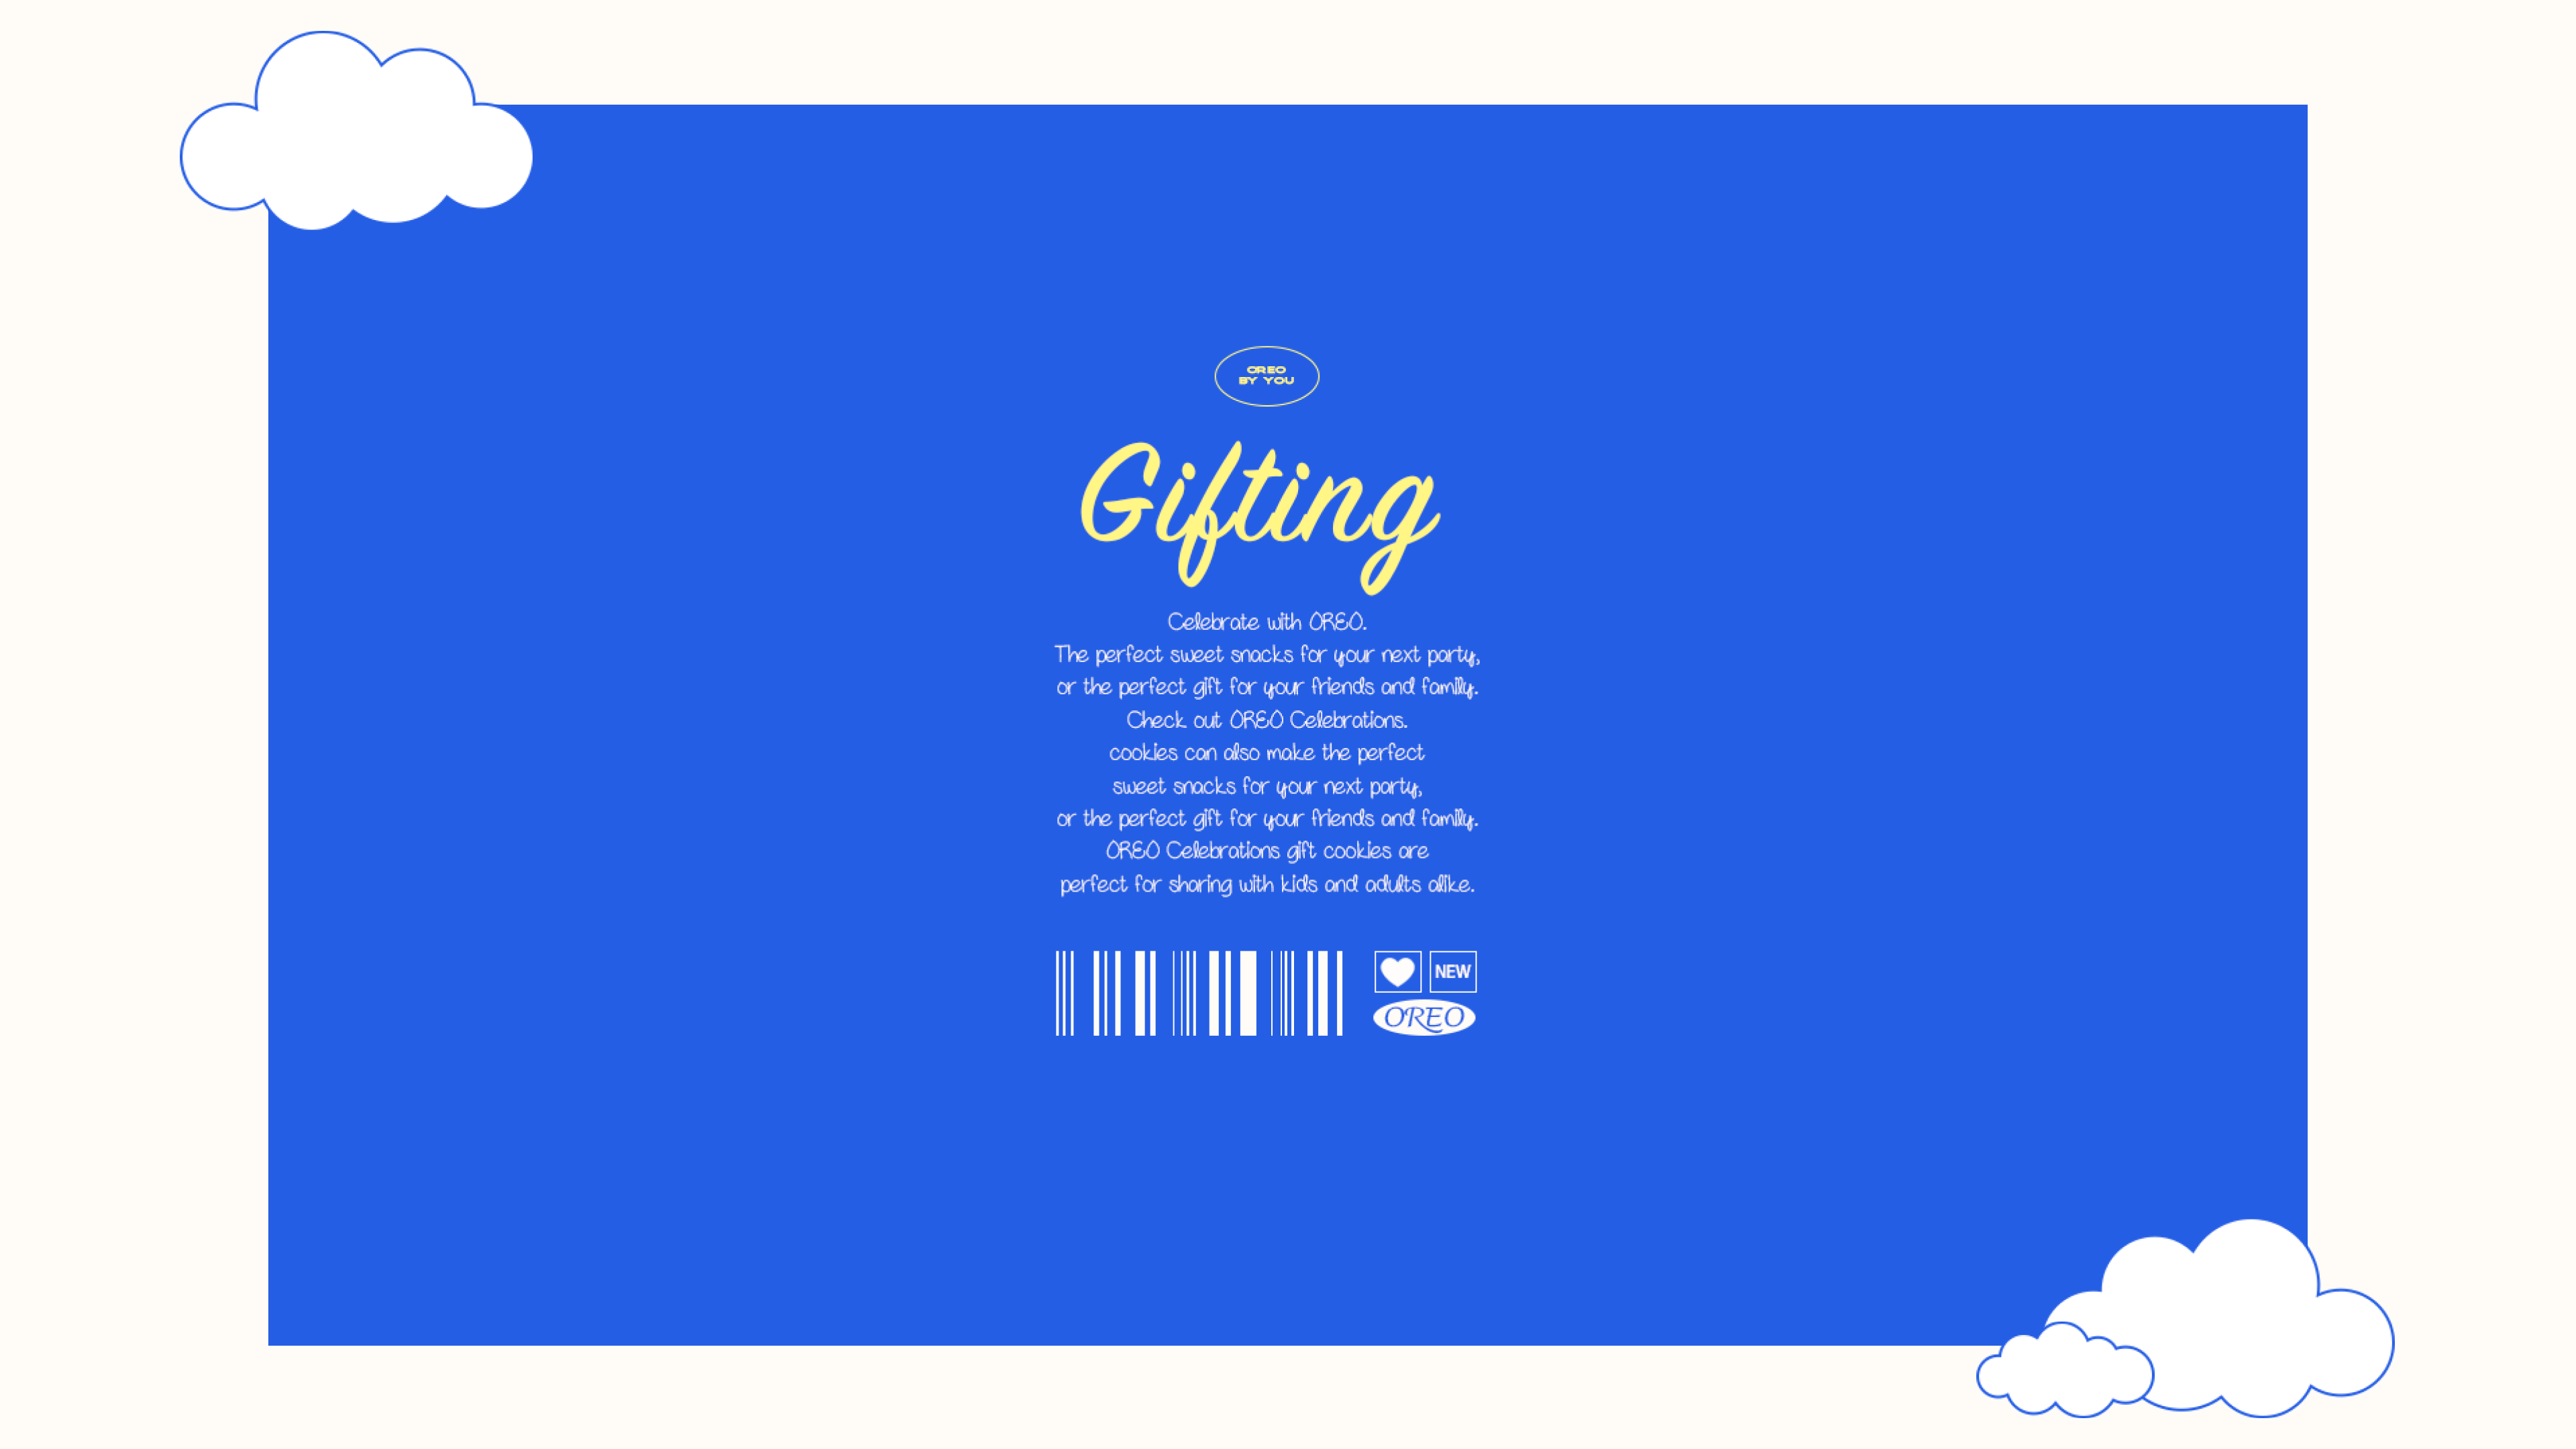 OREO
BY YOU
Gifting
Celebrate with OREO.
The perfect sweet snacks for your next party,
or the perfect gift for your friends and family.
Check out OREO Celebrations.
cookies can also make the perfect
sweet snacks for your next party,
or the perfect gift for your friends and family.
OREO Celebrations gift cookies are
perfect for sharing with kids and adults alike.
NEW
OREO